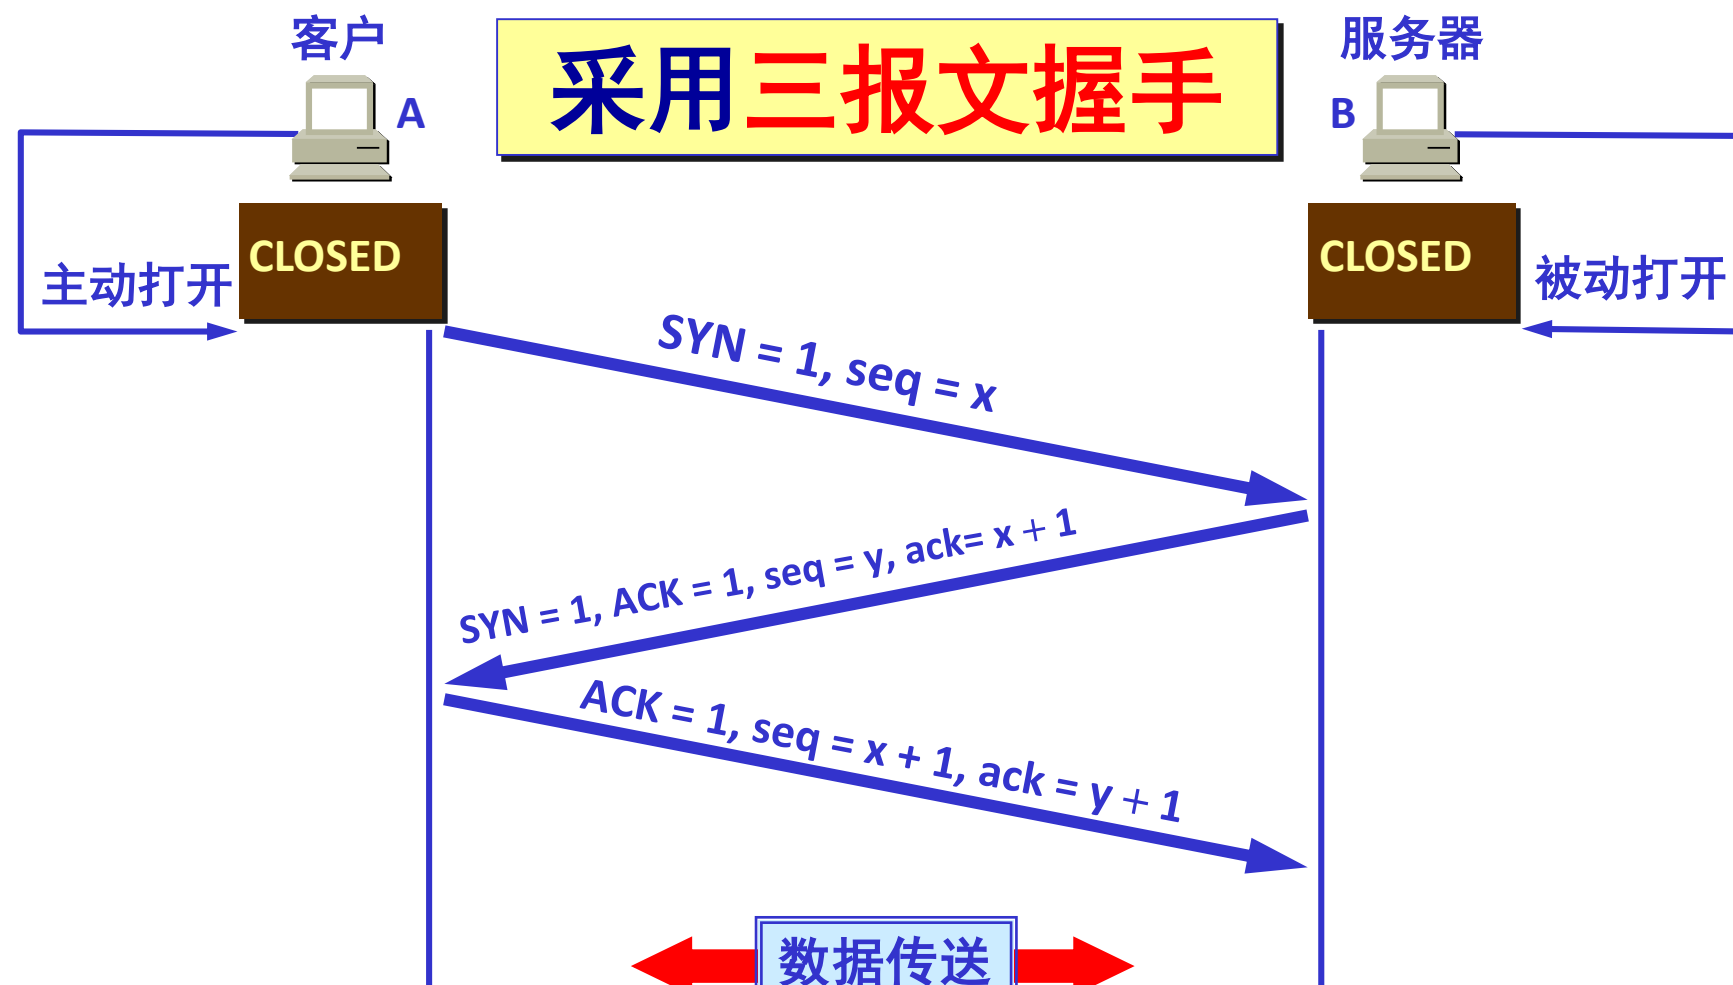 客户
采用三报文握手
服务器
A
B
CLOSED
CLOSED
主动打开
被动打开
SYN = 1, seq = x
SYN = 1, ACK = 1, seq = y, ack= x + 1
ACK = 1, seq = x + 1, ack = y + 1
数据传送